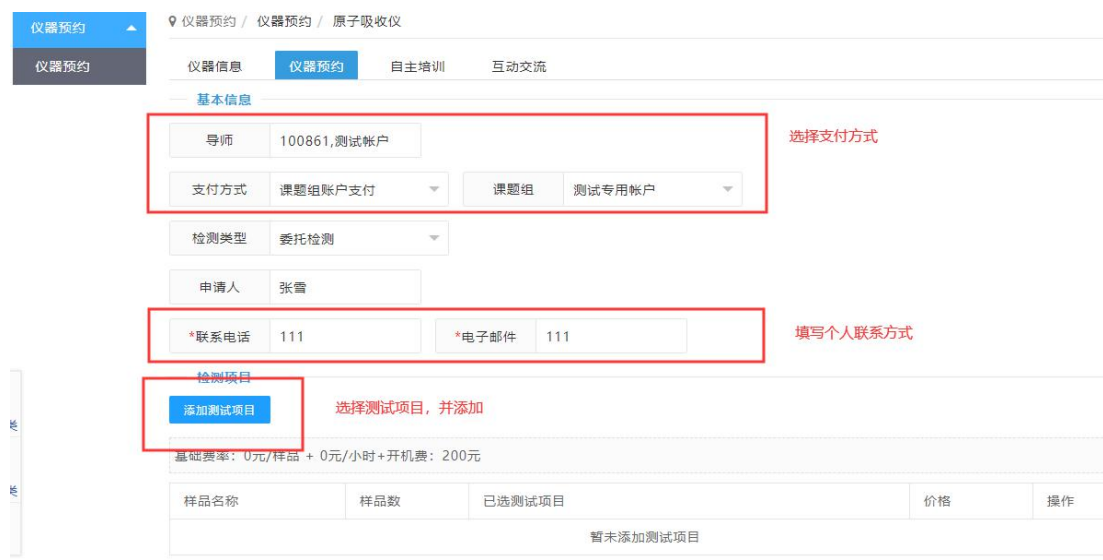 仪器预约
仪器预约 / 仪器预约 / 原子吸收仪
仪器预约
仪器信息 仪器预约 自主培训 互动交流
基本信息
导师 100861,测试帐户
选择支付方式
支付方式 课题组账户支付 课题组 测试专用帐户
检测类型 委托检测
申请人 张雪
*联系电话 111 *电子邮件 111
填写个人联系方式
检测项目
添加测试项目
选择测试项目，并添加
基础费率：0元/样品 + 0元/小时+开机费：200元
样品名称 样品数 已选测试项目 价格 操作
暂未添加测试项目